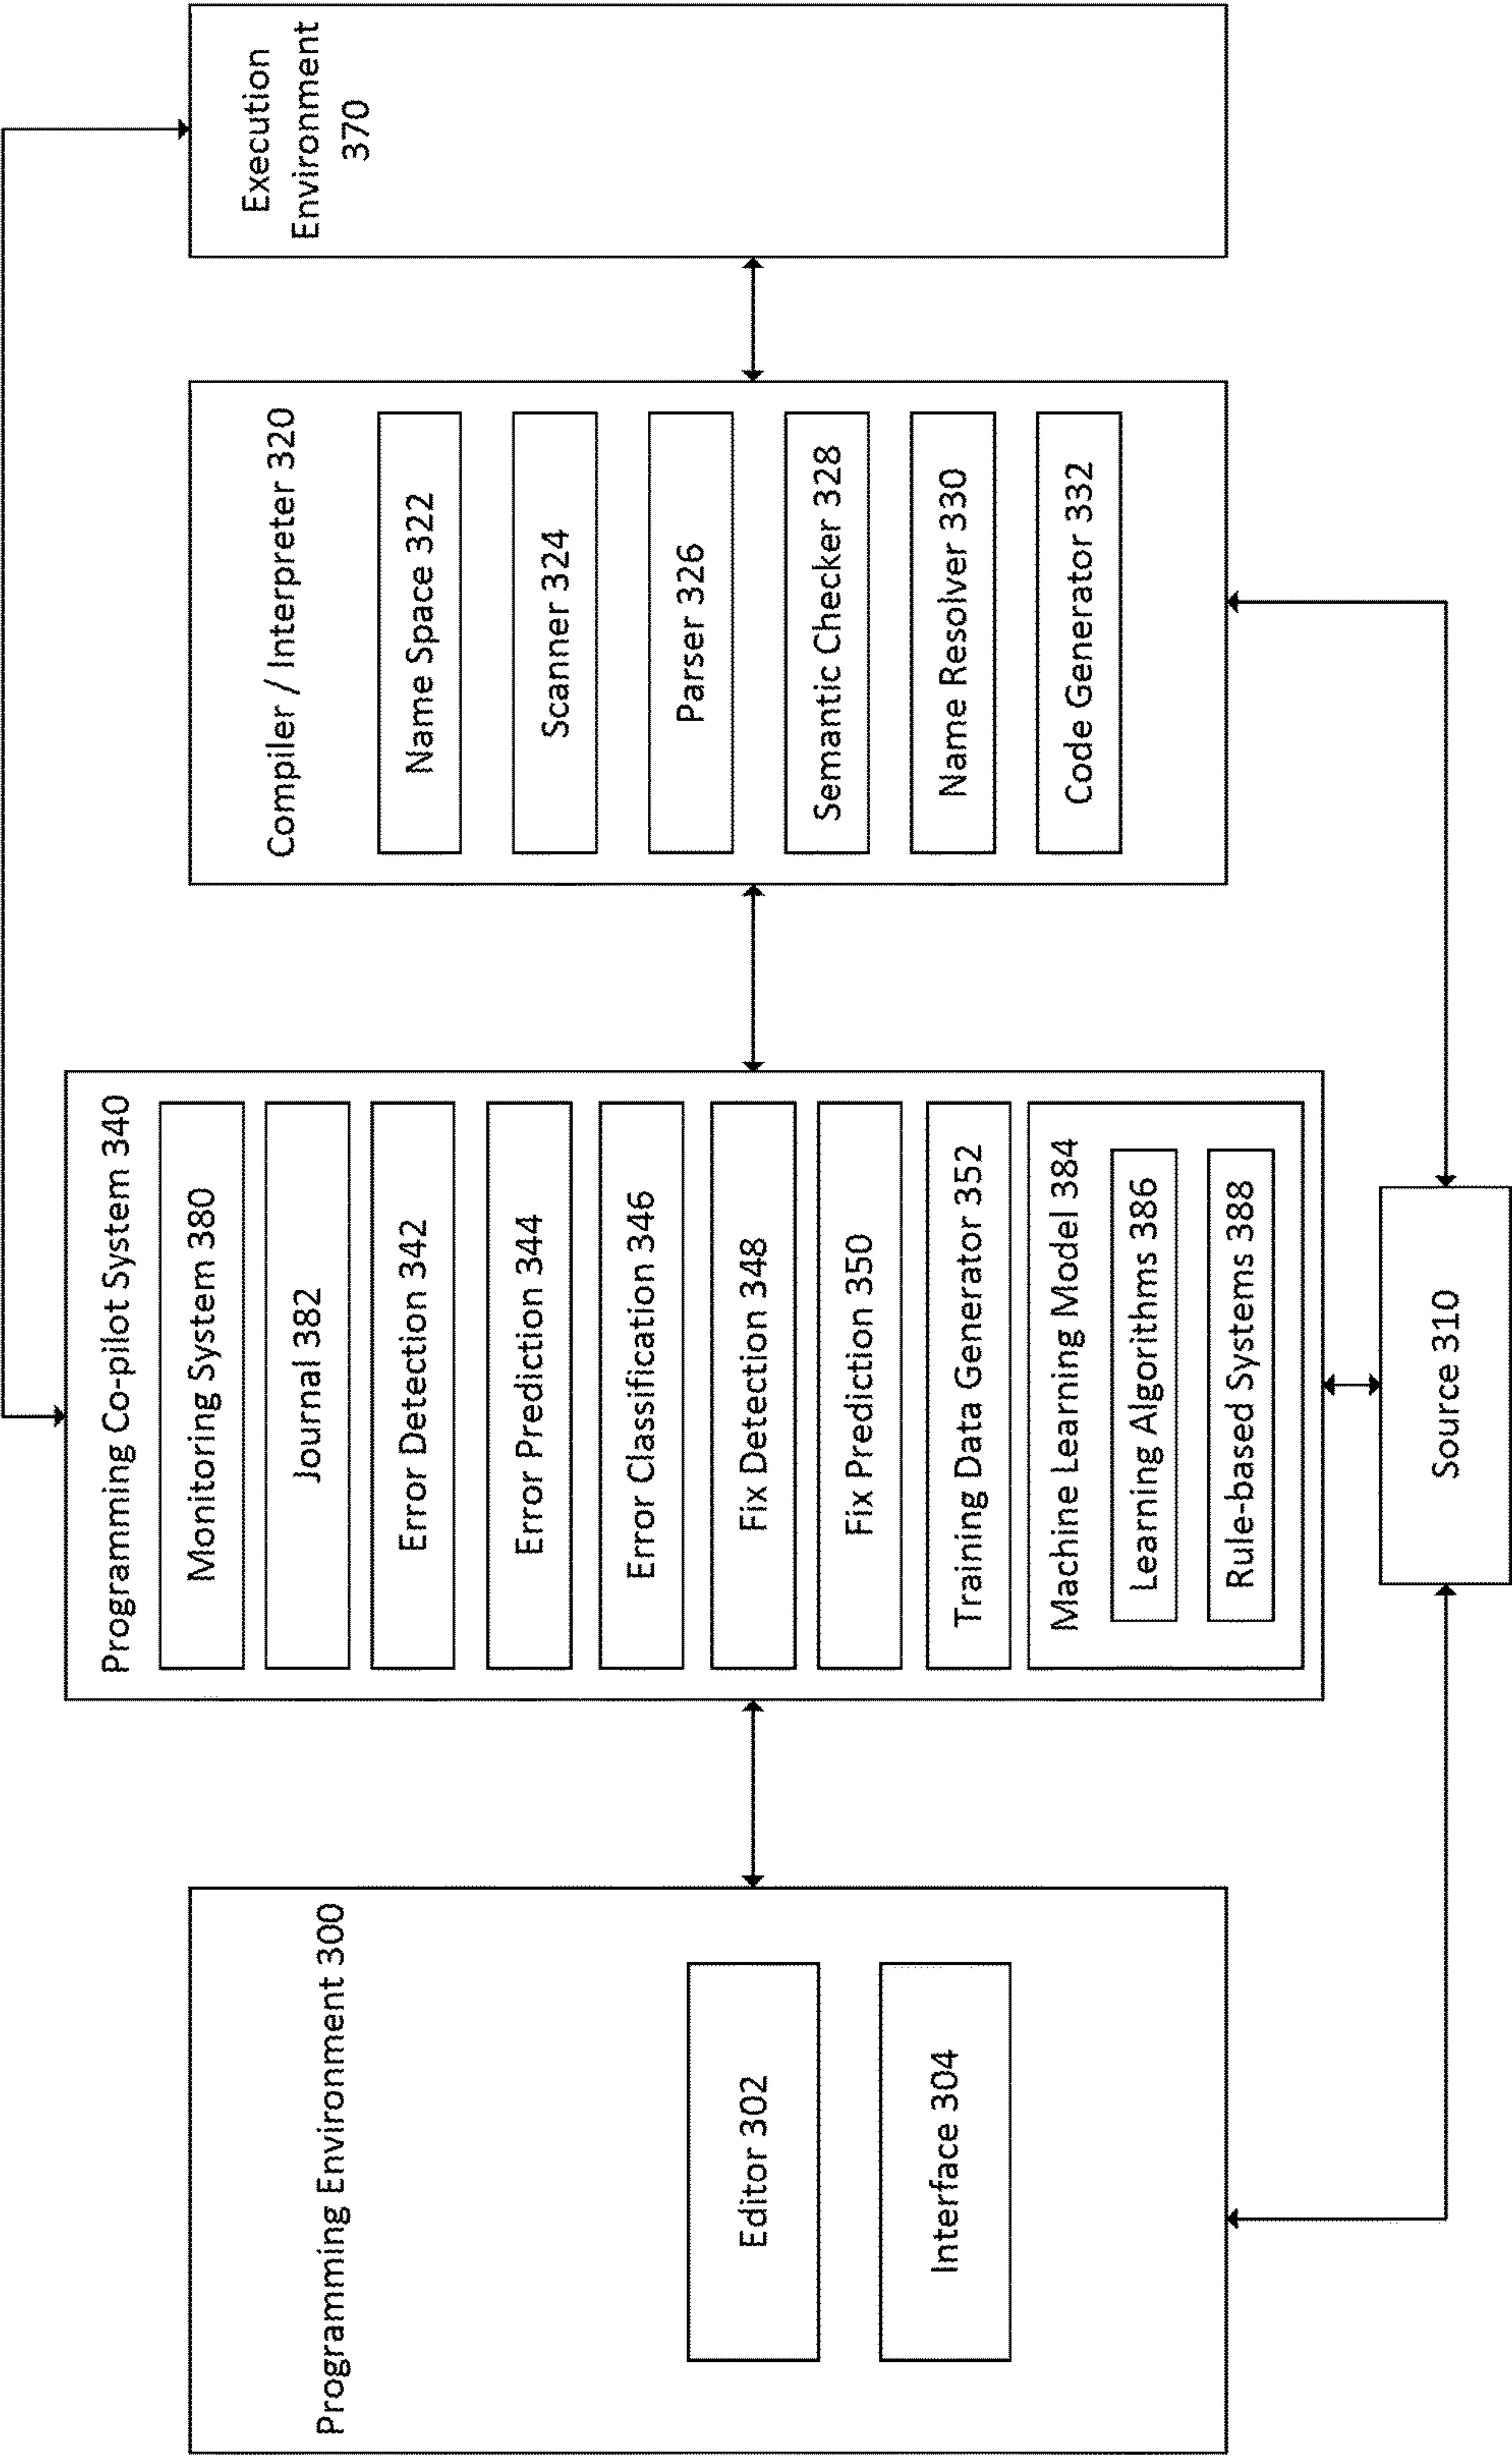 Programming Environment 300
Editor 302
Interface 304
Programming Co-pilot System 340
Monitoring System 380
Journal 382
Error Detection 342
Error Prediction 344
Error Classification 346
Fix Detection 348
Fix Prediction 350
Training Data Generator 352
Machine Learning Model 384
Learning Algorithms 386
Rule-based Systems 388
Compiler / Interpreter 320
Name Space 322
Scanner 324
Parser 326
Semantic Checker 328
Name Resolver 330
Code Generator 332
Execution
Environment
370
Source 310